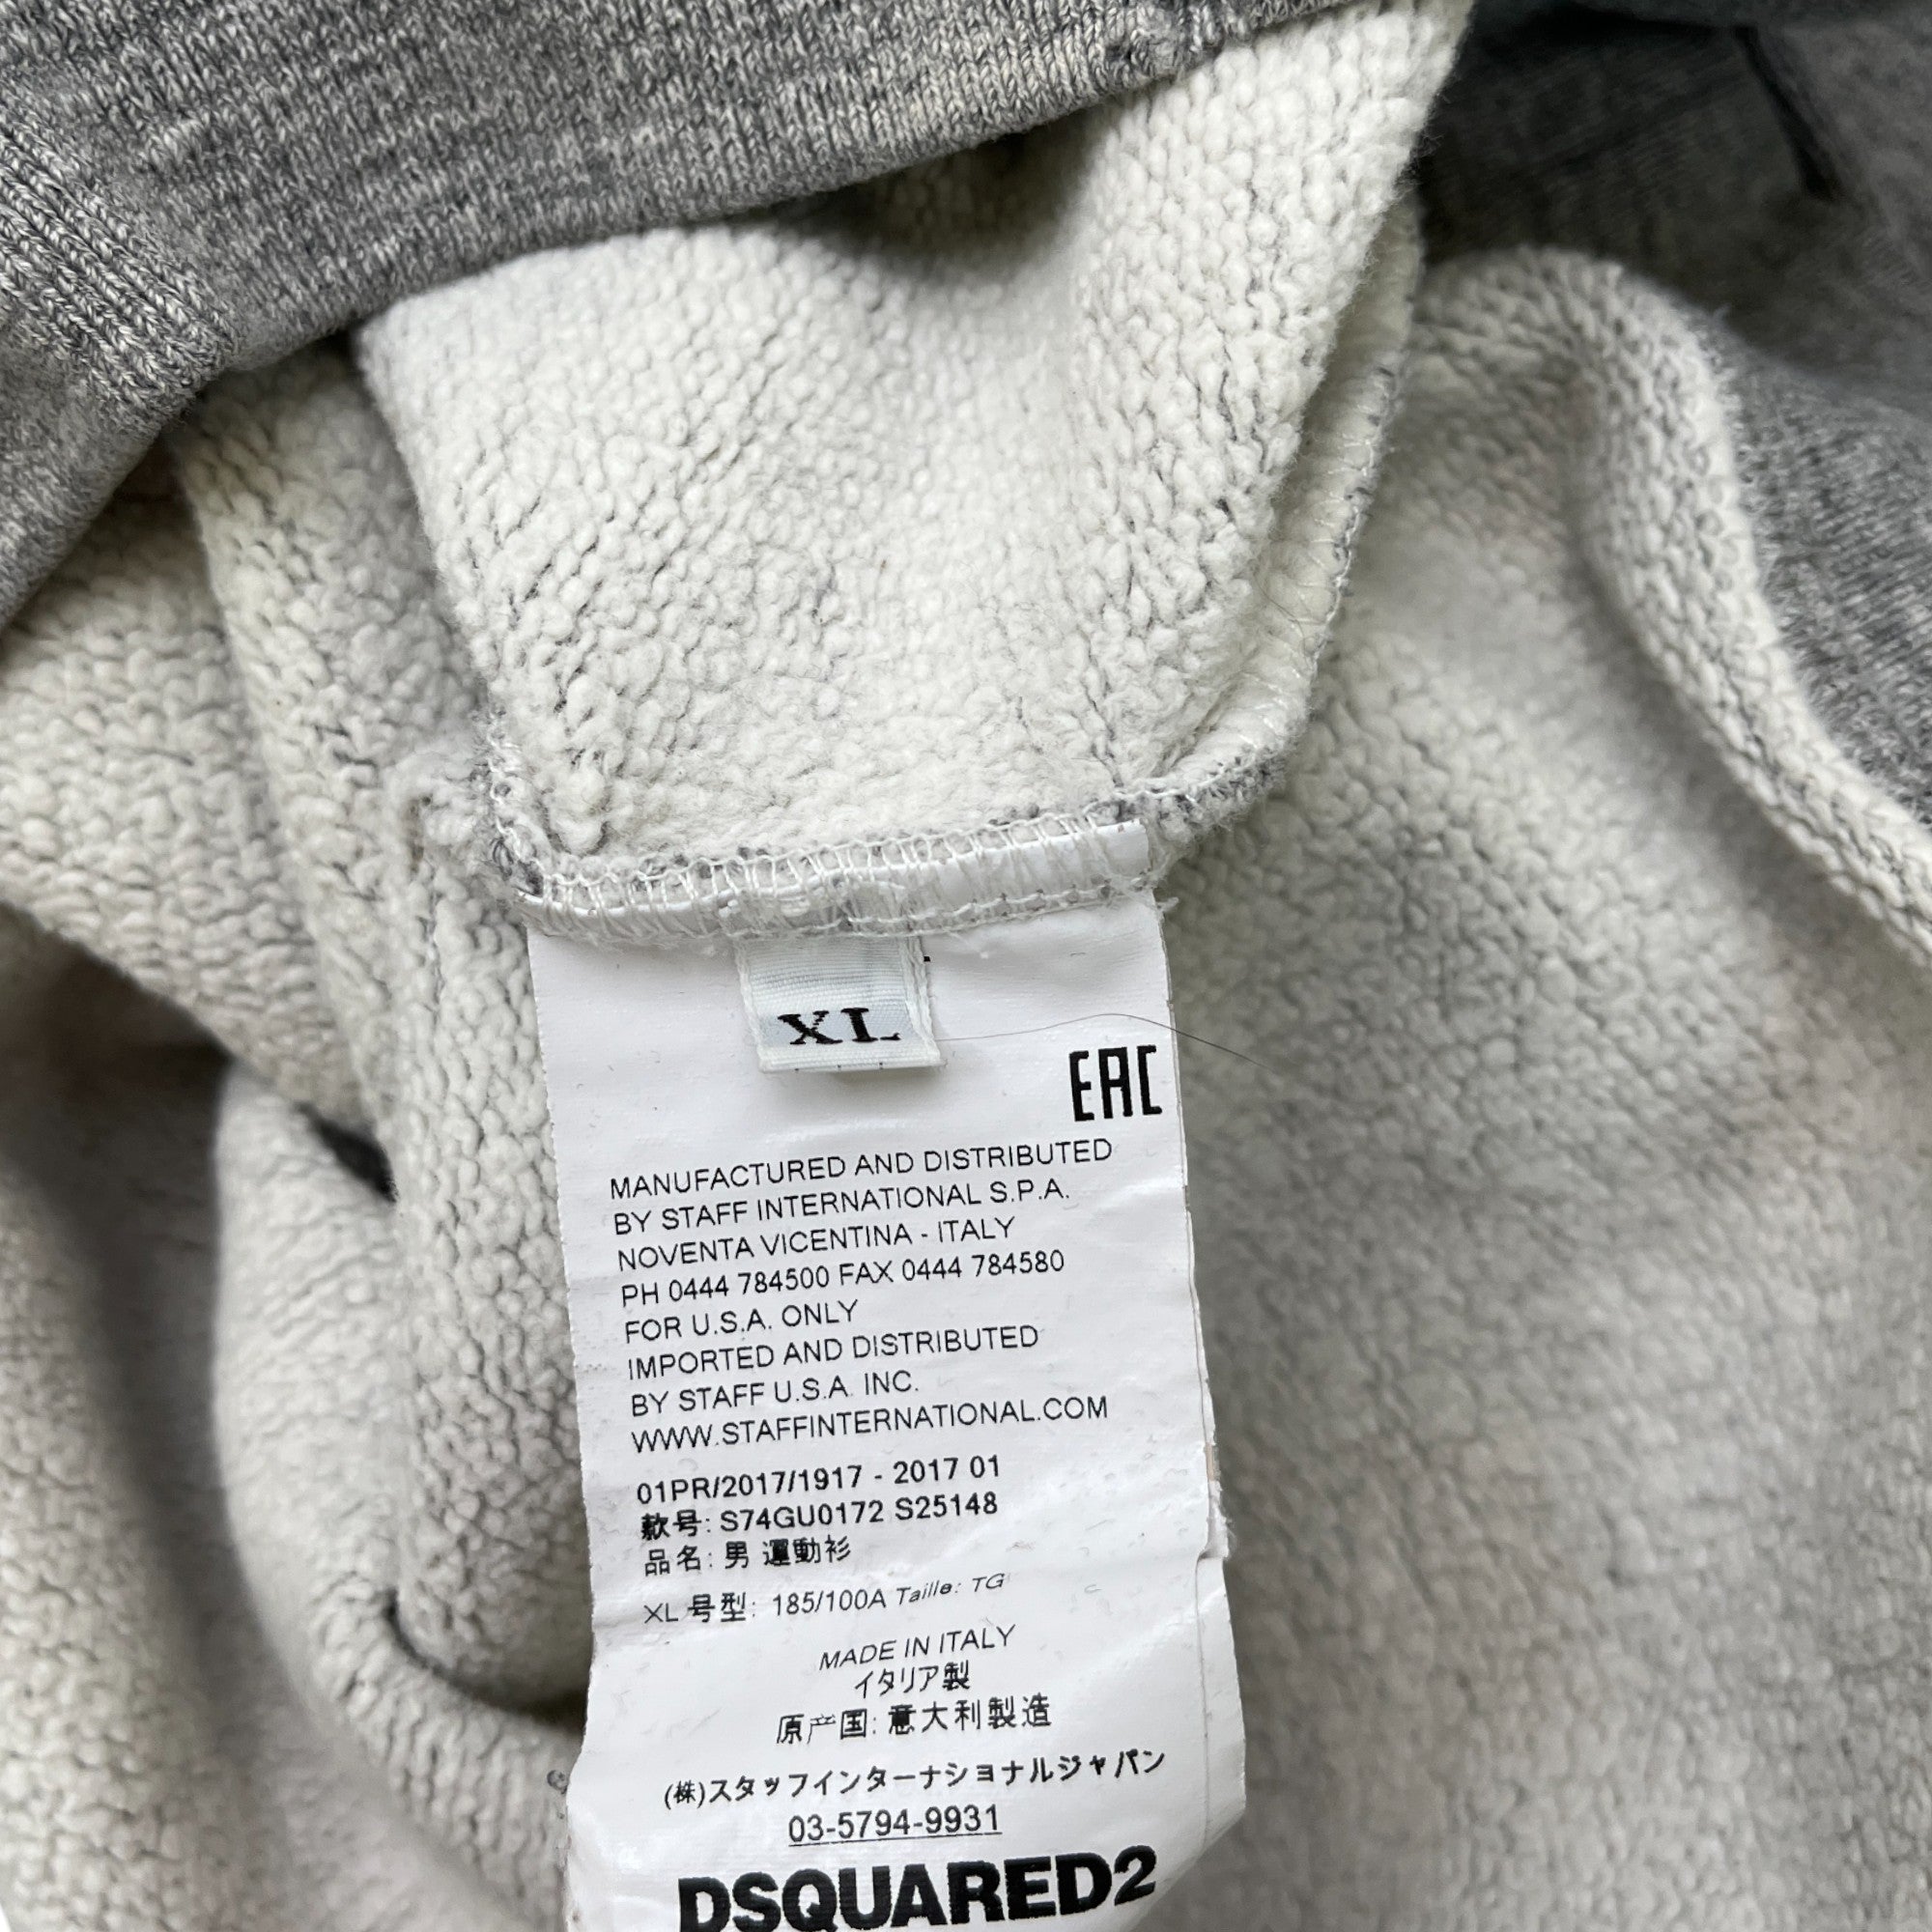 XL
EAC
MANUFACTURED AND DISTRIBUTED
BY STAFF INTERNATIONAL S.P.A.
NOVENTA VICENTINA - ITALY
PH 0444 784500 FAX 0444 784580
FOR U.S.A. ONLY
IMPORTED AND DISTRIBUTED
BY STAFF U.S.A. INC.
WWW.STAFFINTERNATIONAL.COM
01PR/2017/1917 - 2017 01
款号: S74GU0172 S25148
品名: 男 運動衫
XL 号型: 185/100A Taille: TG
MADE IN ITALY
イタリア製
原产国: 意大利製造
(株)スタッフインターナショナルジャパン
03-5794-9931
DSQUARED2